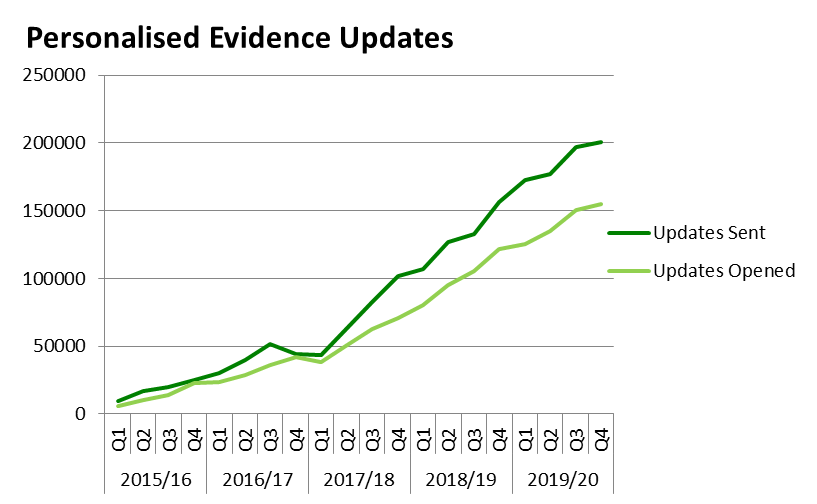 Personalised Evidence Updates
250000
200000
150000
100000
50000
0
Updates Sent
Updates Opened
Q1 Q2 Q3 Q4 Q1 Q2 Q3 Q4 Q1 Q2 Q3 Q4 Q1 Q2 Q3 Q4 Q1 Q2 Q3 Q4
2015/16 2016/17 2017/18 2018/19 2019/20